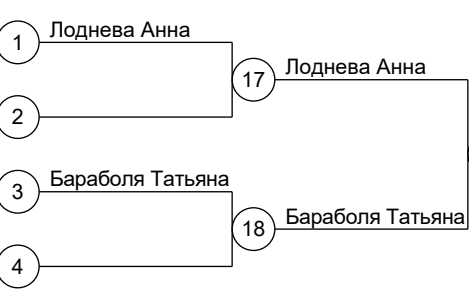 1 Лоднева Анна
2
17 Лоднева Анна
3 Бараболя Татьяна
18 Бараболя Татьяна
4